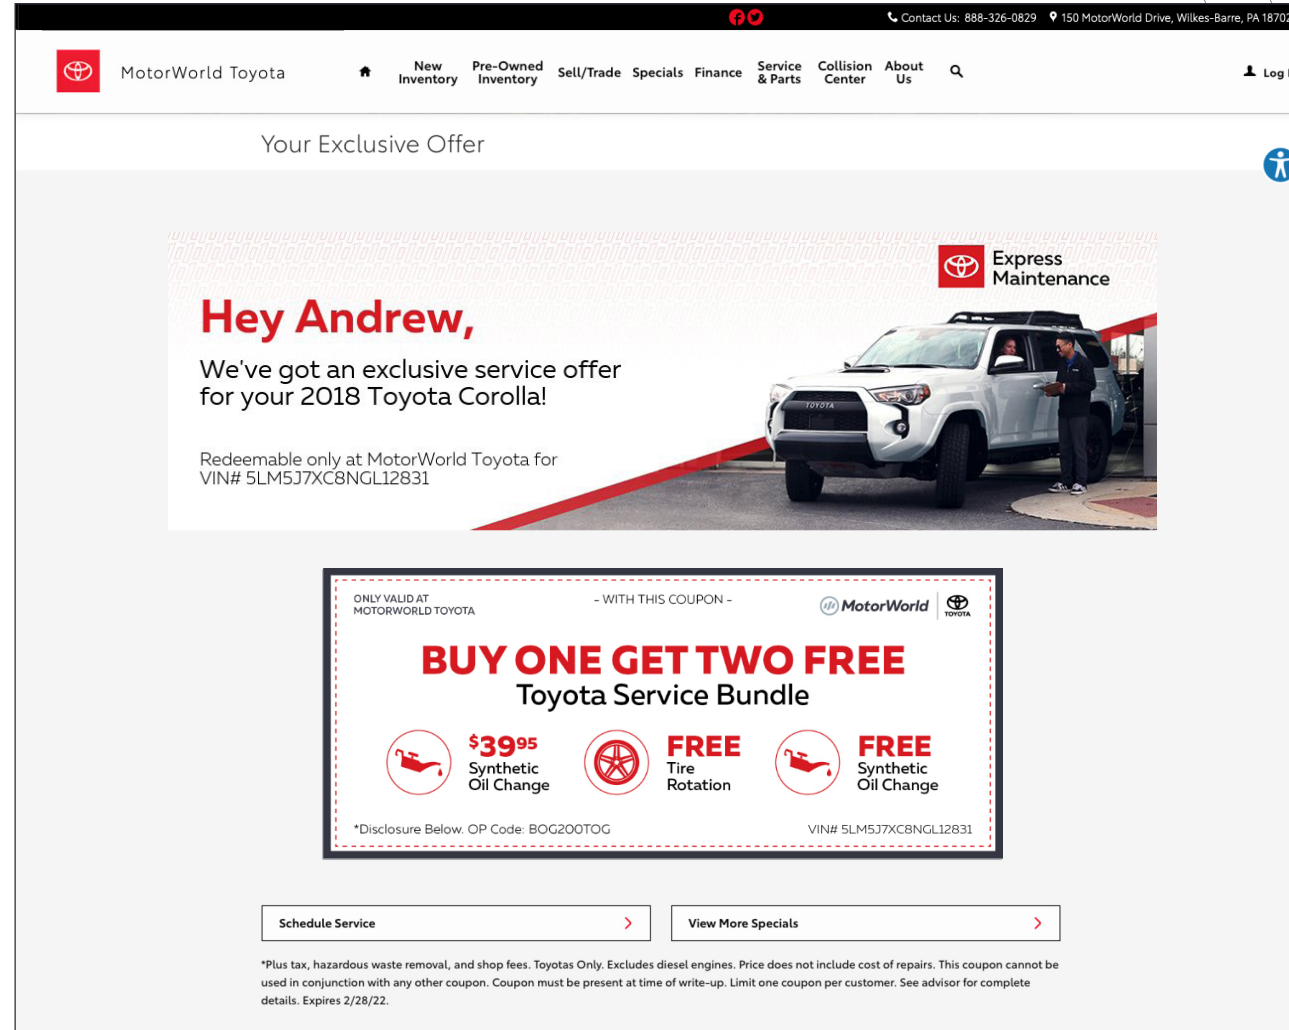 Contact Us: 888-326-0829 150 MotorWorld Drive, Wilkes-Barre, PA 18702
MotorWorld Toyota
New Inventory
Pre-Owned Inventory
Sell/Trade
Specials
Finance
Service & Parts
Collision Center
About Us
Log
Your Exclusive Offer
Express
Maintenance
Hey Andrew,
We've got an exclusive service offer
for your 2018 Toyota Corolla!
Redeemable only at MotorWorld Toyota for
VIN# 5LM5J7XC8NGL12831
TOYOTA
ONLY VALID AT
MOTORWORLD TOYOTA
- WITH THIS COUPON -
MotorWorld
TOYOTA
BUY ONE GET TWO FREE
Toyota Service Bundle
$39.95
Synthetic
Oil Change
FREE
Tire
Rotation
FREE
Synthetic
Oil Change
*Disclosure Below. OP Code: BOG2OOTOG
VIN# 5LM5J7XC8NGL12831
Schedule Service
View More Specials
*Plus tax, hazardous waste removal, and shop fees. Toyotas Only. Excludes diesel engines. Price does not include cost of repairs. This coupon cannot be
used in conjunction with any other coupon. Coupon must be present at time of write-up. Limit one coupon per customer. See advisor for complete
details. Expires 2/28/22.